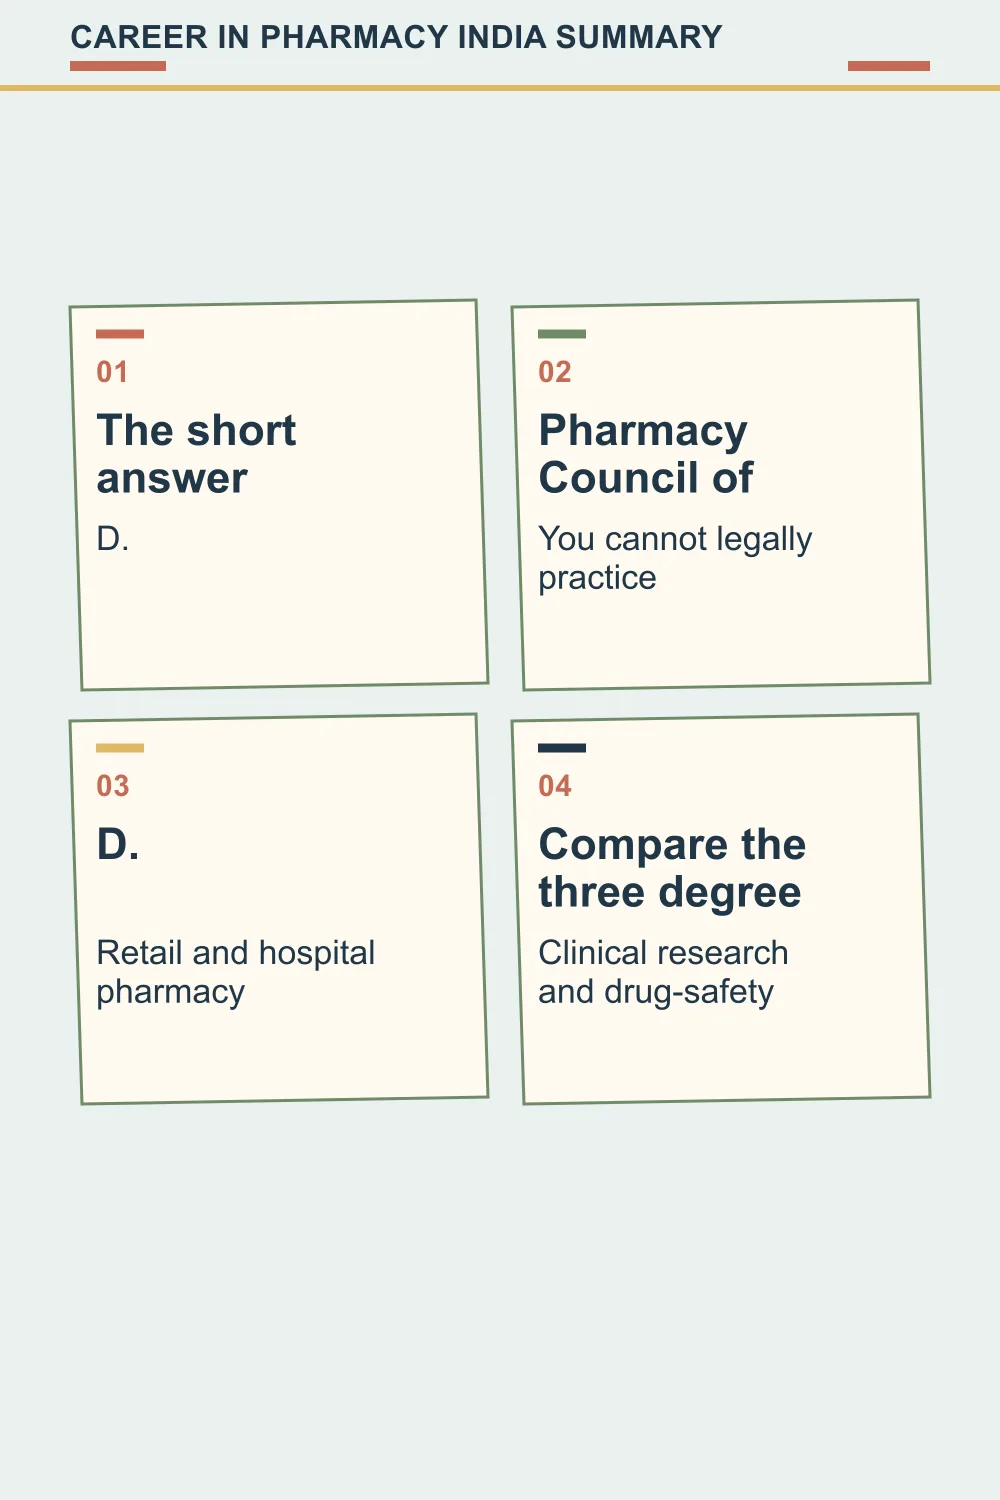 CAREER IN PHARMACY INDIA SUMMARY
01
The short
answer
D.
02
Pharmacy
Council of
You cannot legally
practice
03
D.
Retail and hospital
pharmacy
04
Compare the
three degree
Clinical research
and drug-safety